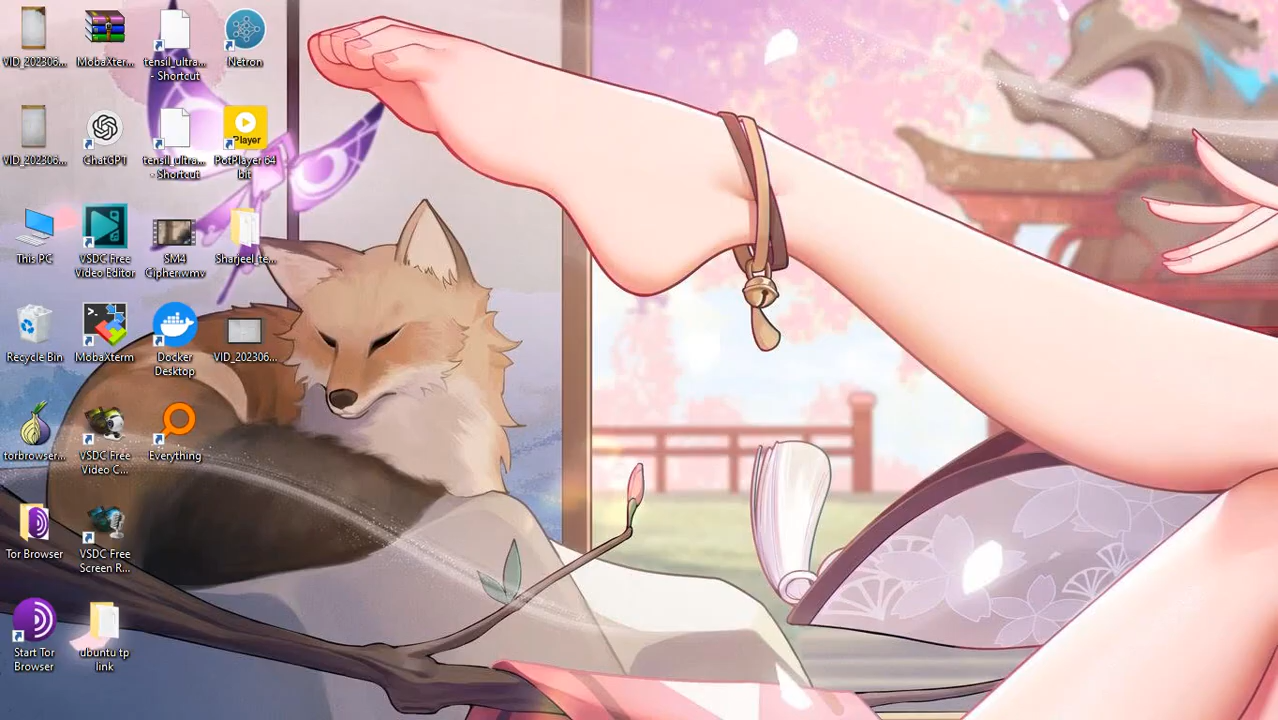 VID_202306...
MobaXter...
tensil_ultra...
- Shortcut
Netron
VID_202306...
ChatGPT
tensil_ultra...
- Shortcut
Player
PotPlayer 64
bit
This PC
VSDC Free
Video Editor
SM4
Cipher.wmv
Sharjeel_te...
Recycle Bin
MobaXterm
Docker
Desktop
VID_202306...
torbrowser...
VSDC Free
Video C...
Everything
Tor Browser
VSDC Free
Screen R...
Start Tor
Browser
ubuntu tp
link